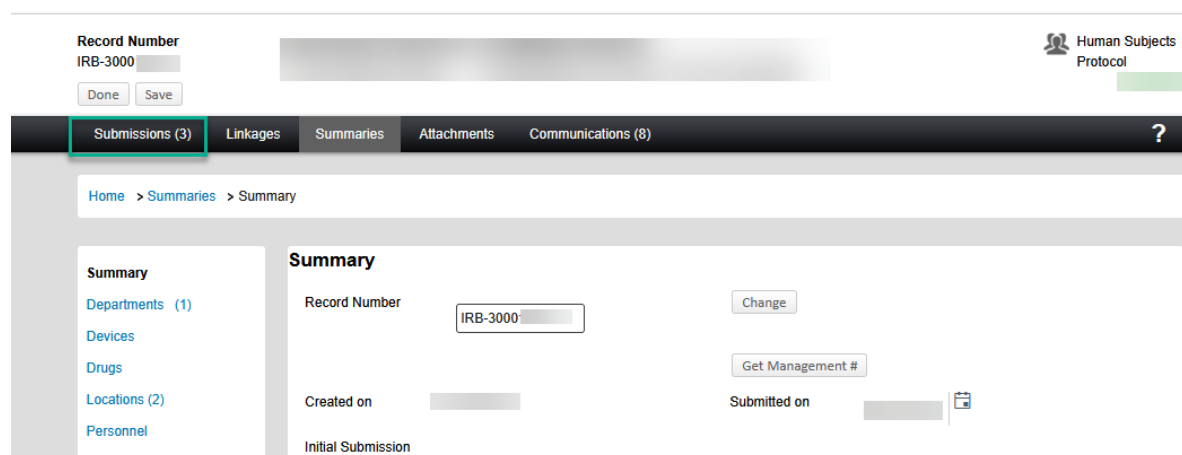 Record Number
IRB-3000
Human Subjects
Protocol
Done Save
Submissions (3) Linkages Summaries Attachments Communications (8) ?
Home > Summaries > Summary
Summary
Summary
Departments (1)
Devices
Drugs
Locations (2)
Personnel
Record Number IRB-3000 Change
Get Management #
Created on Submitted on
Initial Submission